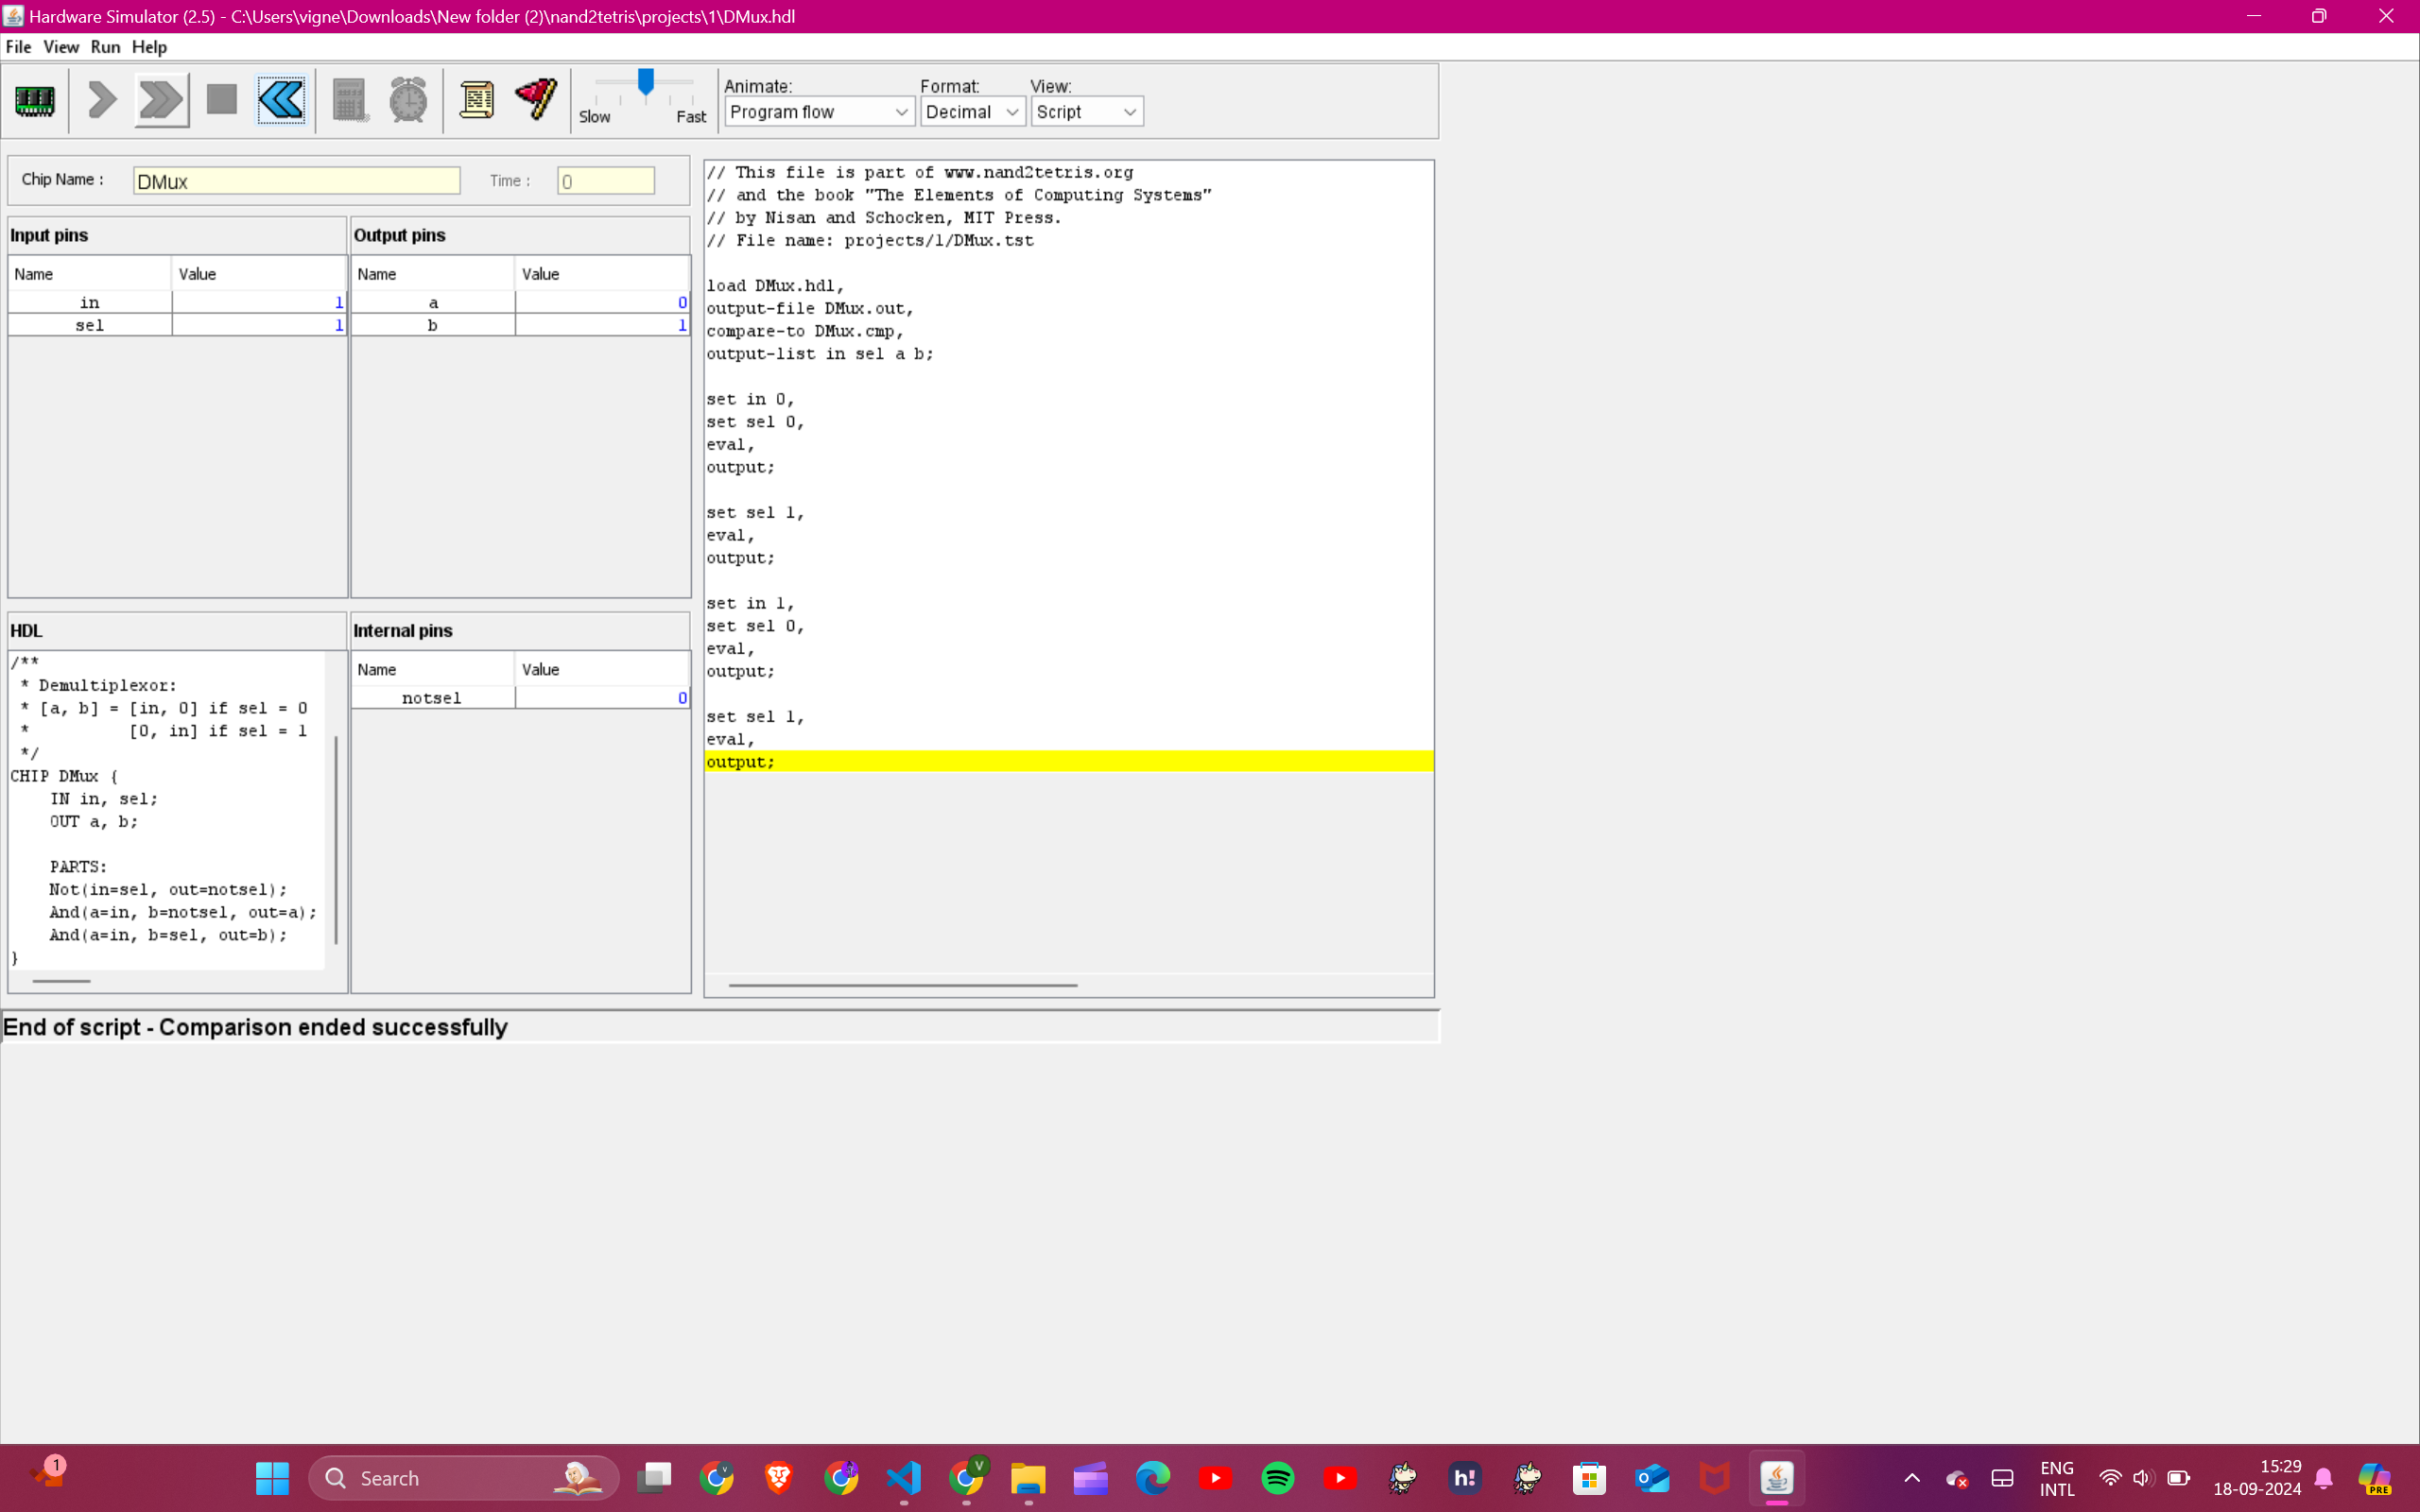 Hardware Simulator (2.5) - C:\Users\vigne\Downloads\New folder (2)\nand2tetris\projects\1\DMux.hdl
File View Run Help
Slow Fast
Animate: Format: View:
Program flow Decimal Script
Chip Name : DMux Time : 0
Input pins
Name Value
in 1
sel 1
Output pins
Name Value
a 0
b 1
HDL
/**
* Demultiplexor:
* [a, b] = [in, 0] if sel = 0
* [0, in] if sel = 1
*/
CHIP DMux {
IN in, sel;
OUT a, b;
PARTS:
Not(in=sel, out=notsel);
And(a=in, b=notsel, out=a);
And(a=in, b=sel, out=b);
}
Internal pins
Name Value
notsel 0
// This file is part of www.nand2tetris.org
// and the book "The Elements of Computing Systems"
// by Nisan and Schocken, MIT Press.
// File name: projects/1/DMux.tst
load DMux.hdl,
output-file DMux.out,
compare-to DMux.cmp,
output-list in sel a b;
set in 0,
set sel 0,
eval,
output;
set sel 1,
eval,
output;
set in 1,
set sel 0,
eval,
output;
set sel 1,
eval,
output;
End of script - Comparison ended successfully
1
Search
V
V
h!
ENG
INTL
15:29
18-09-2024
PRE